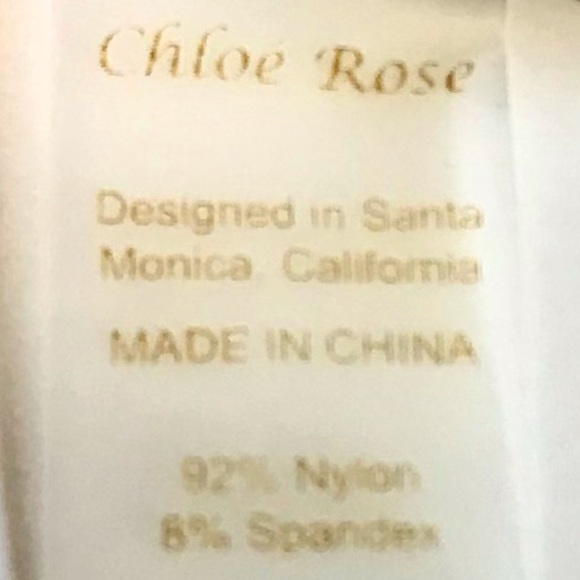 Chloe Rose
Designed in Santa
Monica California
MADE IN CHINA
92% Nylon
8% Spandex